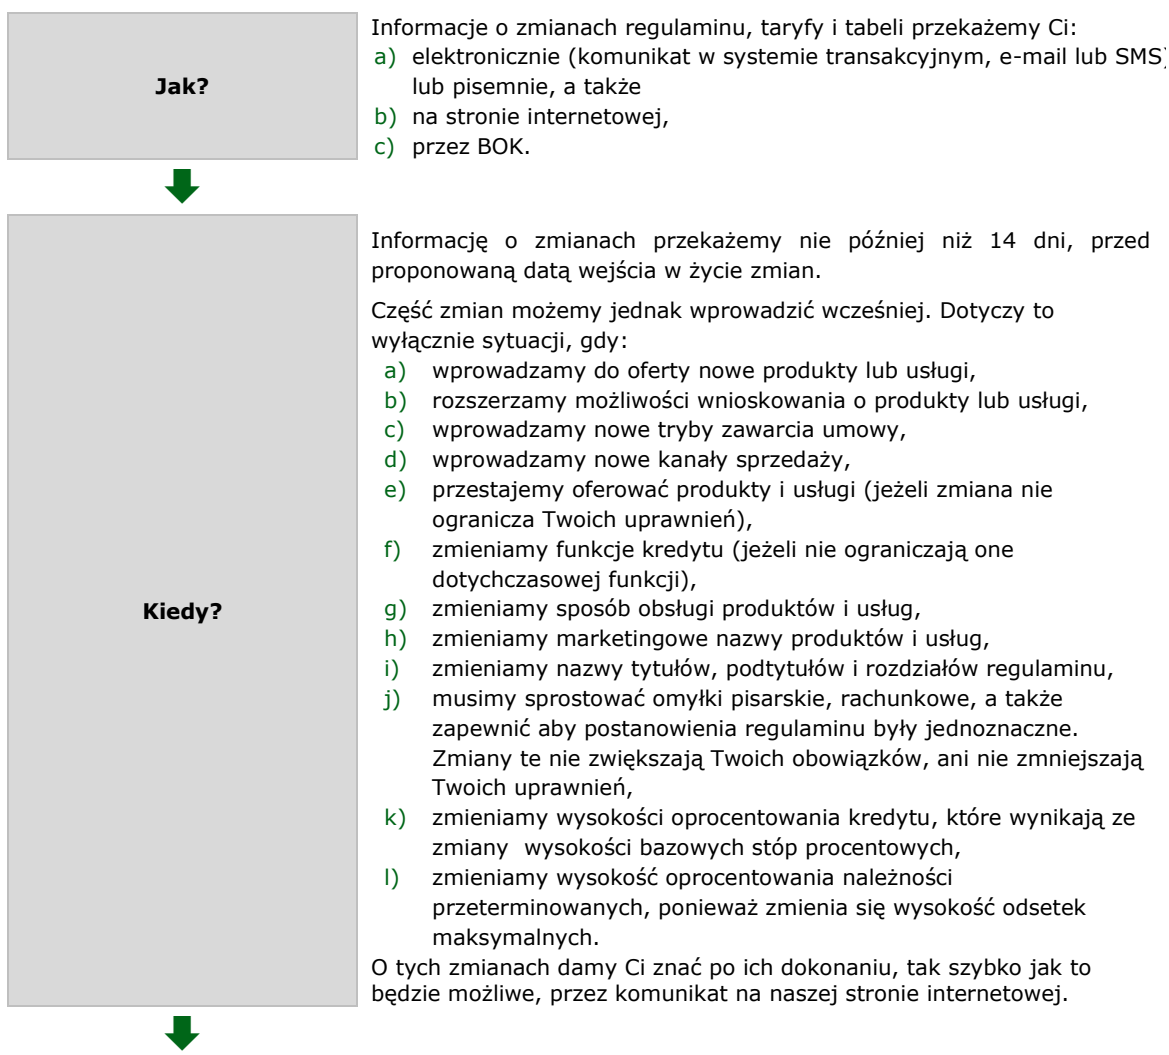 Jak?
Informacje o zmianach regulaminu, taryfy i tabeli przekażemy Ci:
a) elektronicznie (komunikat w systemie transakcyjnym, e-mail lub SMS)
lub pisemnie, a także
b) na stronie internetowej,
c) przez BOK.
Kiedy?
Informację o zmianach przekażemy nie później niż 14 dni, przed
proponowaną datą wejścia w życie zmian.
Część zmian możemy jednak wprowadzić wcześniej. Dotyczy to
wyłącznie sytuacji, gdy:
a) wprowadzamy do oferty nowe produkty lub usługi,
b) rozszerzamy możliwości wnioskowania o produkty lub usługi,
c) wprowadzamy nowe tryby zawarcia umowy,
d) wprowadzamy nowe kanały sprzedaży,
e) przestajemy oferować produkty i usługi (jeżeli zmiana nie
ogranicza Twoich uprawnień),
f) zmieniamy funkcje kredytu (jeżeli nie ograniczają one
dotychczasowej funkcji),
g) zmieniamy sposób obsługi produktów i usług,
h) zmieniamy marketingowe nazwy produktów i usług,
i) zmieniamy nazwy tytułów, podtytułów i rozdziałów regulaminu,
j) musimy sprostować omyłki pisarskie, rachunkowe, a także
zapewnić aby postanowienia regulaminu były jednoznaczne.
Zmiany te nie zwiększają Twoich obowiązków, ani nie zmniejszają
Twoich uprawnień,
k) zmieniamy wysokości oprocentowania kredytu, które wynikają ze
zmiany wysokości bazowych stóp procentowych,
l) zmieniamy wysokość oprocentowania należności
przeterminowanych, ponieważ zmienia się wysokość odsetek
maksymalnych.
O tych zmianach damy Ci znać po ich dokonaniu, tak szybko jak to
będzie możliwe, przez komunikat na naszej stronie internetowej.